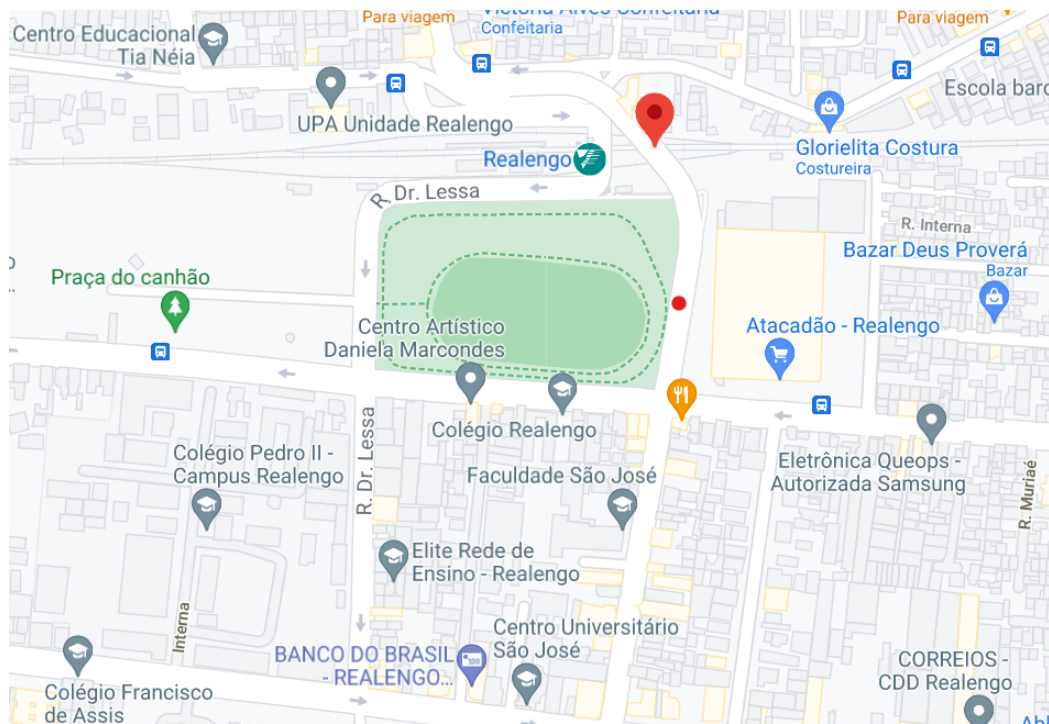 Victoria Alves Confeitaria
Confeitaria
Para viagem
Para viagem
Centro Educacional
Tia Néia
Escola
UPA Unidade Realengo
Glorielita Costura
Costureira
Realengo
R. Dr. Lessa
R. Interna
Bazar Deus Proverá
Bazar
Praça do canhão
Centro Artístico
Daniela Marcondes
Atacadão - Realengo
Colégio Realengo
R. Dr. Lessa
Colégio Pedro II -
Campus Realengo
Faculdade São José
Eletrônica Queops -
Autorizada Samsung
R. Muriaé
Elite Rede de
Ensino - Realengo
Interna
Centro Universitário
São José
BANCO DO BRASIL
- REALENGO...
CORREIOS -
CDD Realengo
Colégio Francisco
de Assis